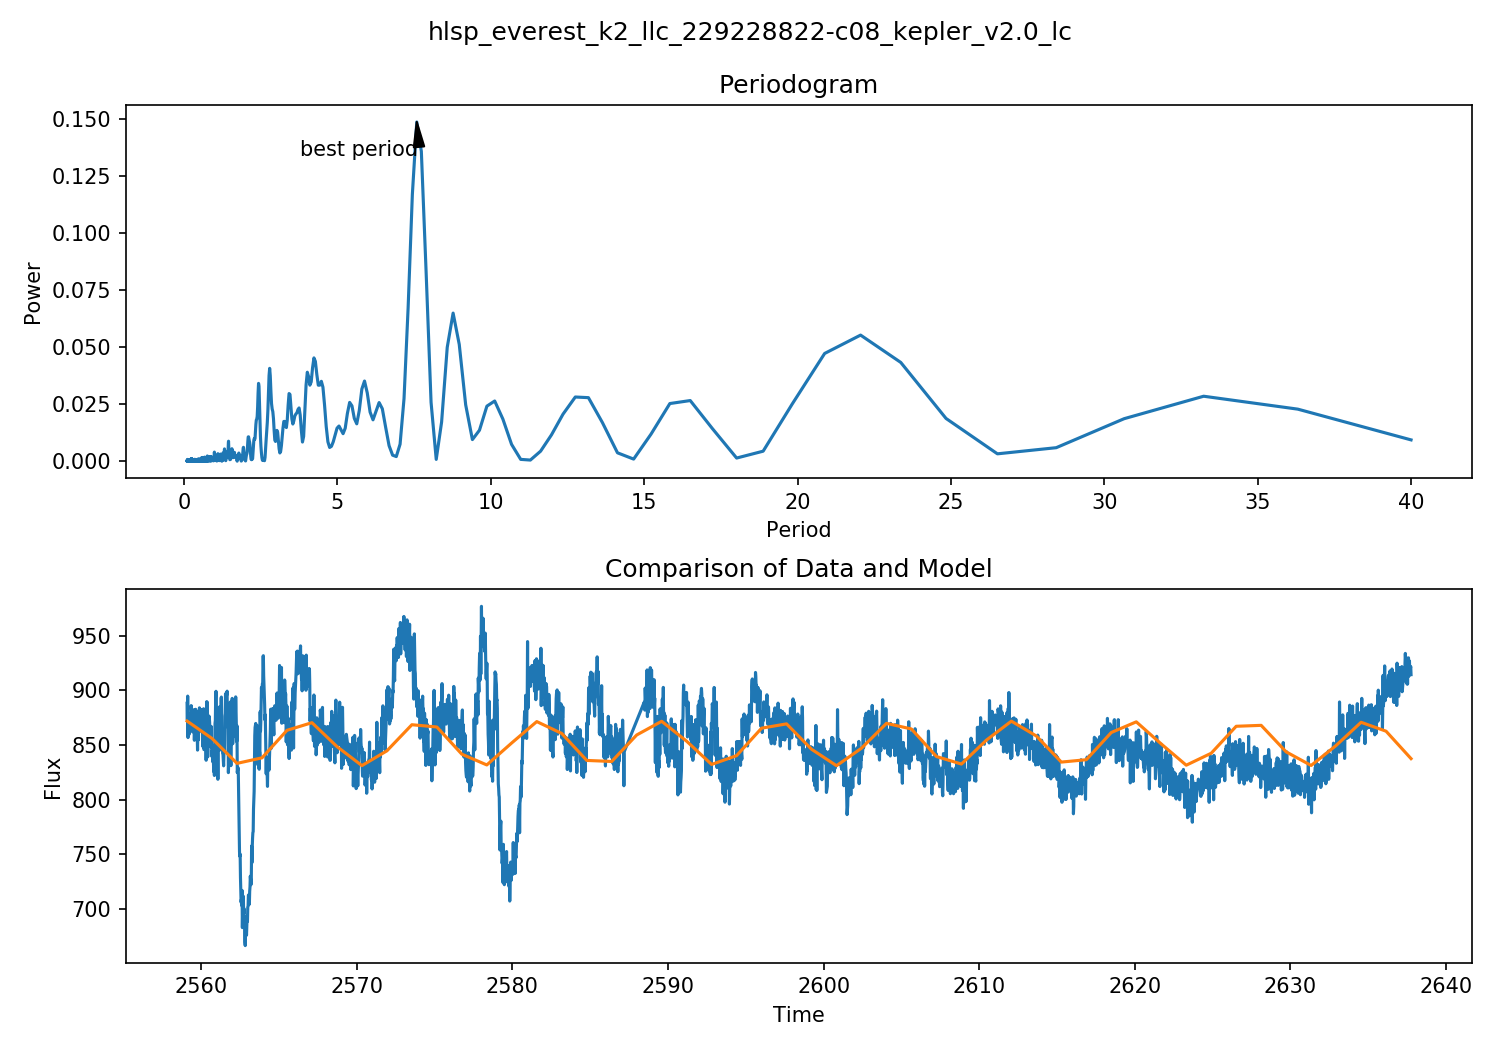 hlsp_everest_k2_llc_229228822-c08_kepler_v2.0_lc
Periodogram
0.150
0.125
0.100
0.075
0.050
0.025
0.000
Power
best period
0 5 10 15 20 25 30 35 40
Period
Comparison of Data and Model
950
900
850
800
750
700
Flux
2560 2570 2580 2590 2600 2610 2620 2630 2640
Time